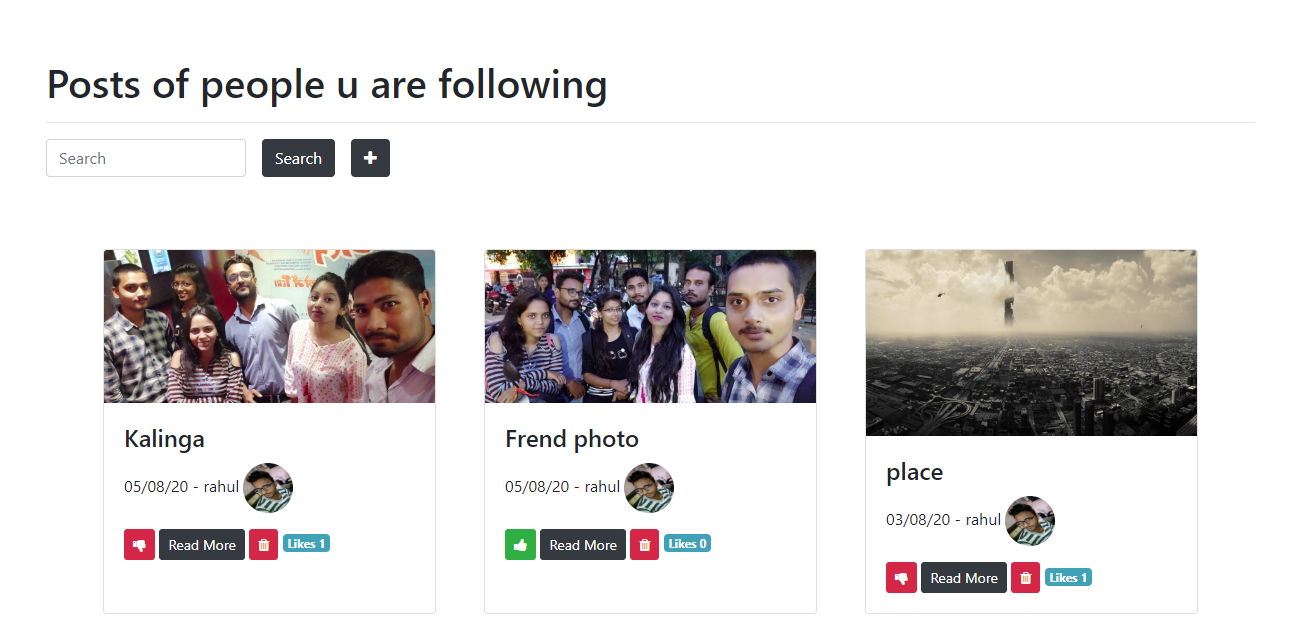 Posts of people u are following
Search
Search
Kalinga
05/08/20 - rahul
Read More
Likes 1
Frend photo
05/08/20 - rahul
Read More
Likes 0
place
03/08/20 - rahul
Read More
Likes 1